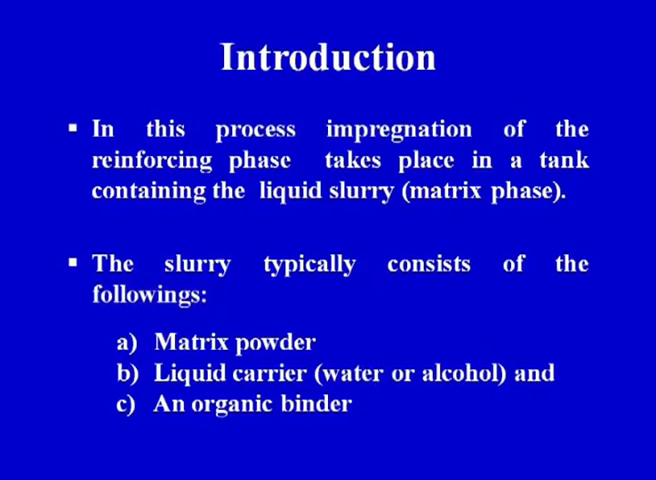 Introduction
▪ In this process impregnation of the
reinforcing phase takes place in a tank
containing the liquid slurry (matrix phase).
▪ The slurry typically consists of the
followings:
a) Matrix powder
b) Liquid carrier (water or alcohol) and
c) An organic binder